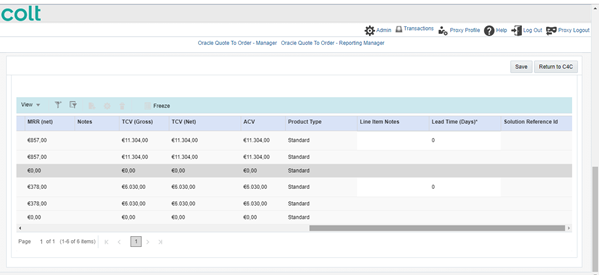 colt
Admin Transactions Proxy Profile Help Log Out Proxy Logout
Oracle Quote To Order - Manager Oracle Quote To Order - Reporting Manager
Save Return to C4C
View Freeze
MRR (net) Notes TCV (Gross) TCV (Net) ACV Product Type Line Item Notes Lead Time (Days)* Solution Reference Id
€857,00 €11.304,00 €11.304,00 €11.304,00 Standard 0
€857,00 €11.304,00 €11.304,00 €11.304,00 Standard
€0,00 €0,00 €0,00 €0,00 Standard
€378,00 €6.030,00 €6.030,00 €6.030,00 Standard 0
€378,00 €6.030,00 €6.030,00 €6.030,00 Standard
€0,00 €0,00 €0,00 €0,00 Standard
Page 1 of 1 (1-6 of 6 items) 1